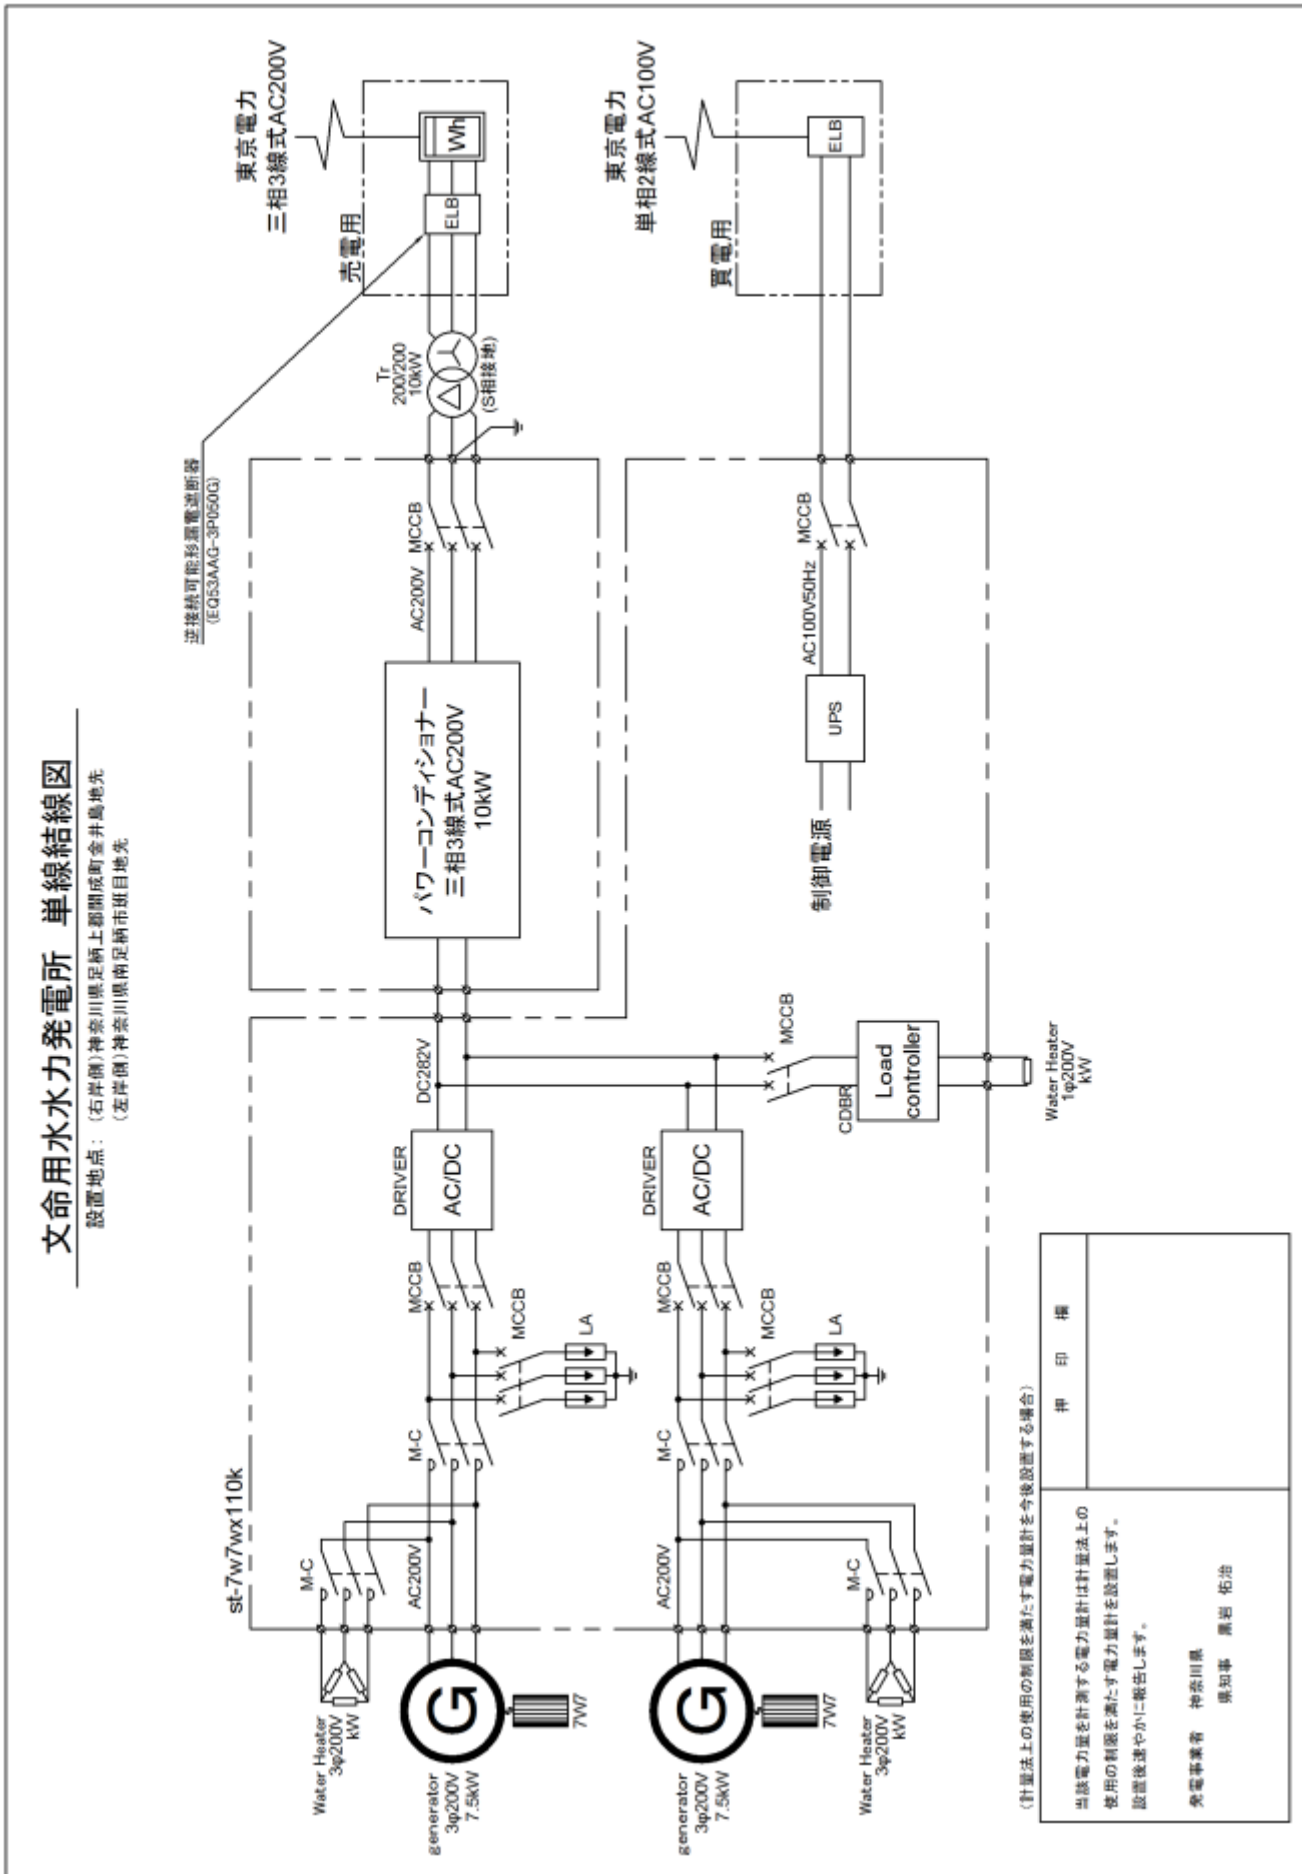 文命用水水力発電所 単線結線図
設置地点：（右岸側）神奈川県足柄上郡開成町金井島地先
（左岸側）神奈川県南足柄市班目地先
逆接続可能形漏電遮断器
(EQ53AAG-3P050G)
東京電力
三相3線式AC200V
売電用
Wh
ELB
Tr
200/200
10kW
(S相接地)
MCCB
AC200V
パワーコンディショナー
三相3線式AC200V
10kW
DC282V
DRIVER
AC/DC
MCCB
MCCB
LA
M-C
st-7w7wx110k
M-C
AC200V
Water Heater
3φ200V
kW
G
7W7
generator
3φ200V
7.5kW
東京電力
単相2線式AC100V
買電用
ELB
MCCB
AC100V50Hz
UPS
制御電源
MCCB
CDBR
Load
controller
Water Heater
1φ200V
kW
DRIVER
AC/DC
MCCB
MCCB
LA
M-C
AC200V
M-C
G
7W7
generator
3φ200V
7.5kW
Water Heater
3φ200V
kW
（計量法上の使用の制限を満たす電力量計を今後設置する場合）
当該電力量を計測する電力量計は計量法上の
使用の制限を満たす電力量計を設置します。
設置後速やかに報告します。
発電事業者 神奈川県
県知事 黒岩 佑治
押 印 欄